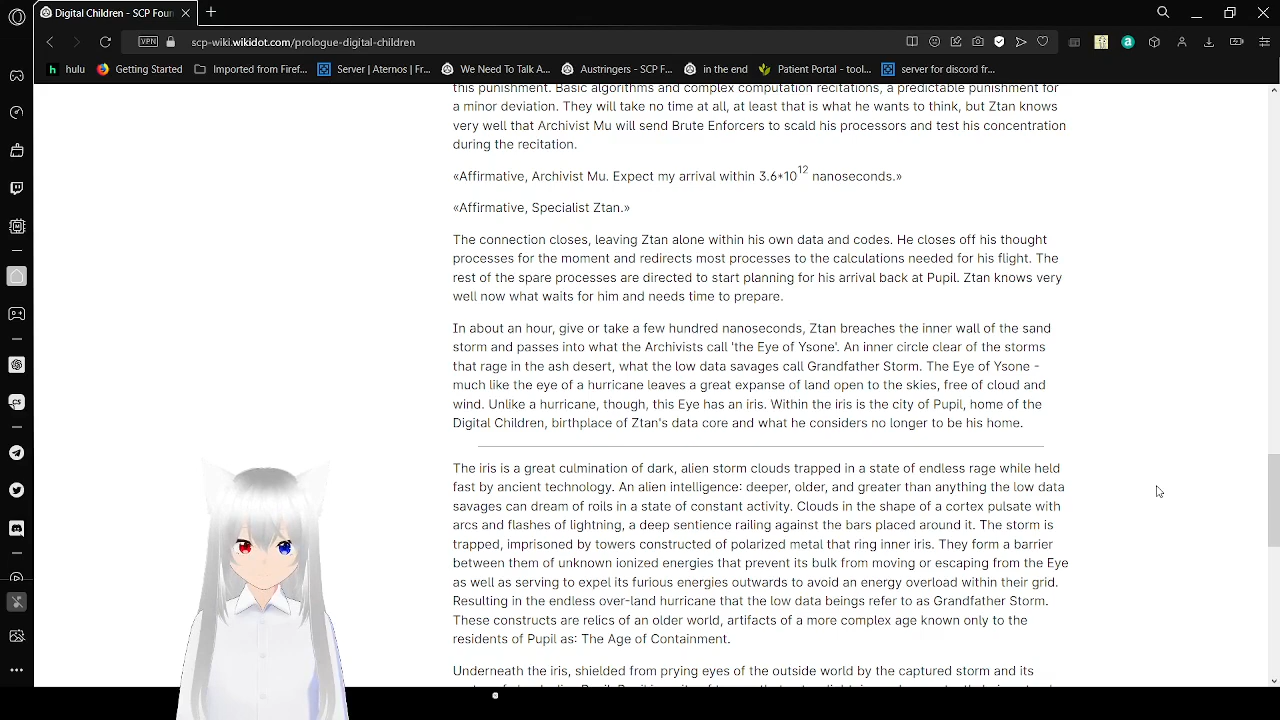 Digital Children - SCP Foun
VPN
scp-wiki.wikidot.com/prologue-digital-children
hulu
Getting Started
Imported from Firef...
Server | Aternos | Fr...
We Need To Talk A...
Austringers - SCP F...
in the end
Patient Portal - tool...
server for discord fr...
this punishment. Basic algorithms and complex computation recitations, a predictable punishment for
a minor deviation. They will take no time at all, at least that is what he wants to think, but Ztan knows
very well that Archivist Mu will send Brute Enforcers to scald his processors and test his concentration
during the recitation.
«Affirmative, Archivist Mu. Expect my arrival within 3.6*10¹² nanoseconds.»
«Affirmative, Specialist Ztan.»
The connection closes, leaving Ztan alone within his own data and codes. He closes off his thought
processes for the moment and redirects most processes to the calculations needed for his flight. The
rest of the spare processes are directed to start planning for his arrival back at Pupil. Ztan knows very
well now what waits for him and needs time to prepare.
In about an hour, give or take a few hundred nanoseconds, Ztan breaches the inner wall of the sand
storm and passes into what the Archivists call 'the Eye of Ysone'. An inner circle clear of the storms
that rage in the ash desert, what the low data savages call Grandfather Storm. The Eye of Ysone -
much like the eye of a hurricane leaves a great expanse of land open to the skies, free of cloud and
wind. Unlike a hurricane, though, this Eye has an iris. Within the iris is the city of Pupil, home of the
Digital Children, birthplace of Ztan's data core and what he considers no longer to be his home.
The iris is a great culmination of dark, alien storm clouds trapped in a state of endless rage while held
fast by ancient technology. An alien intelligence: deeper, older, and greater than anything the low data
savages can dream of roils in a state of constant activity. Clouds in the shape of a cortex pulsate with
arcs and flashes of lightning, a deep sentience railing against the bars placed around it. The storm is
trapped, imprisoned by towers constructed of polarized metal that ring inner iris. They form a barrier
between them of unknown ionized energies that prevent its bulk from moving or escaping from the Eye
as well as serving to expel its furious energies outwards to avoid an energy overload within their grid.
Resulting in the endless over-land hurricane that the low data beings refer to as Grandfather Storm.
These constructs are relics of an older world, artifacts of a more complex age known only to the
residents of Pupil as: The Age of Containment.
Underneath the iris, shielded from prying eyes of the outside world by the captured storm and its